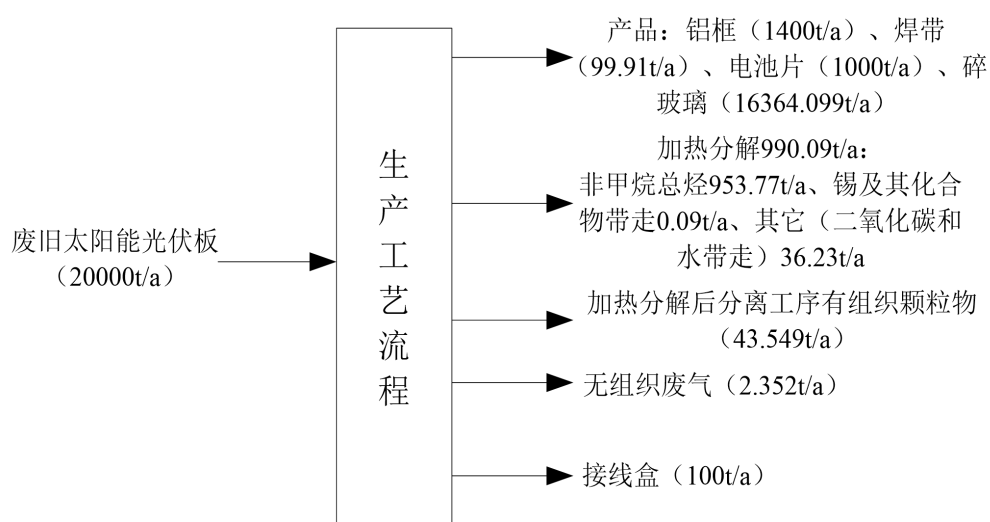 废旧太阳能光伏板
（20000t/a）
生
产
工
艺
流
程
产品：铝框（1400t/a）、焊带
（99.91t/a）、电池片（1000t/a）、碎
玻璃（16364.099t/a）
加热分解990.09t/a：
非甲烷总烃953.77t/a、锡及其化合
物带走0.09t/a、其它（二氧化碳和
水带走）36.23t/a
加热分解后分离工序有组织颗粒物
（43.549t/a）
无组织废气（2.352t/a）
接线盒（100t/a）